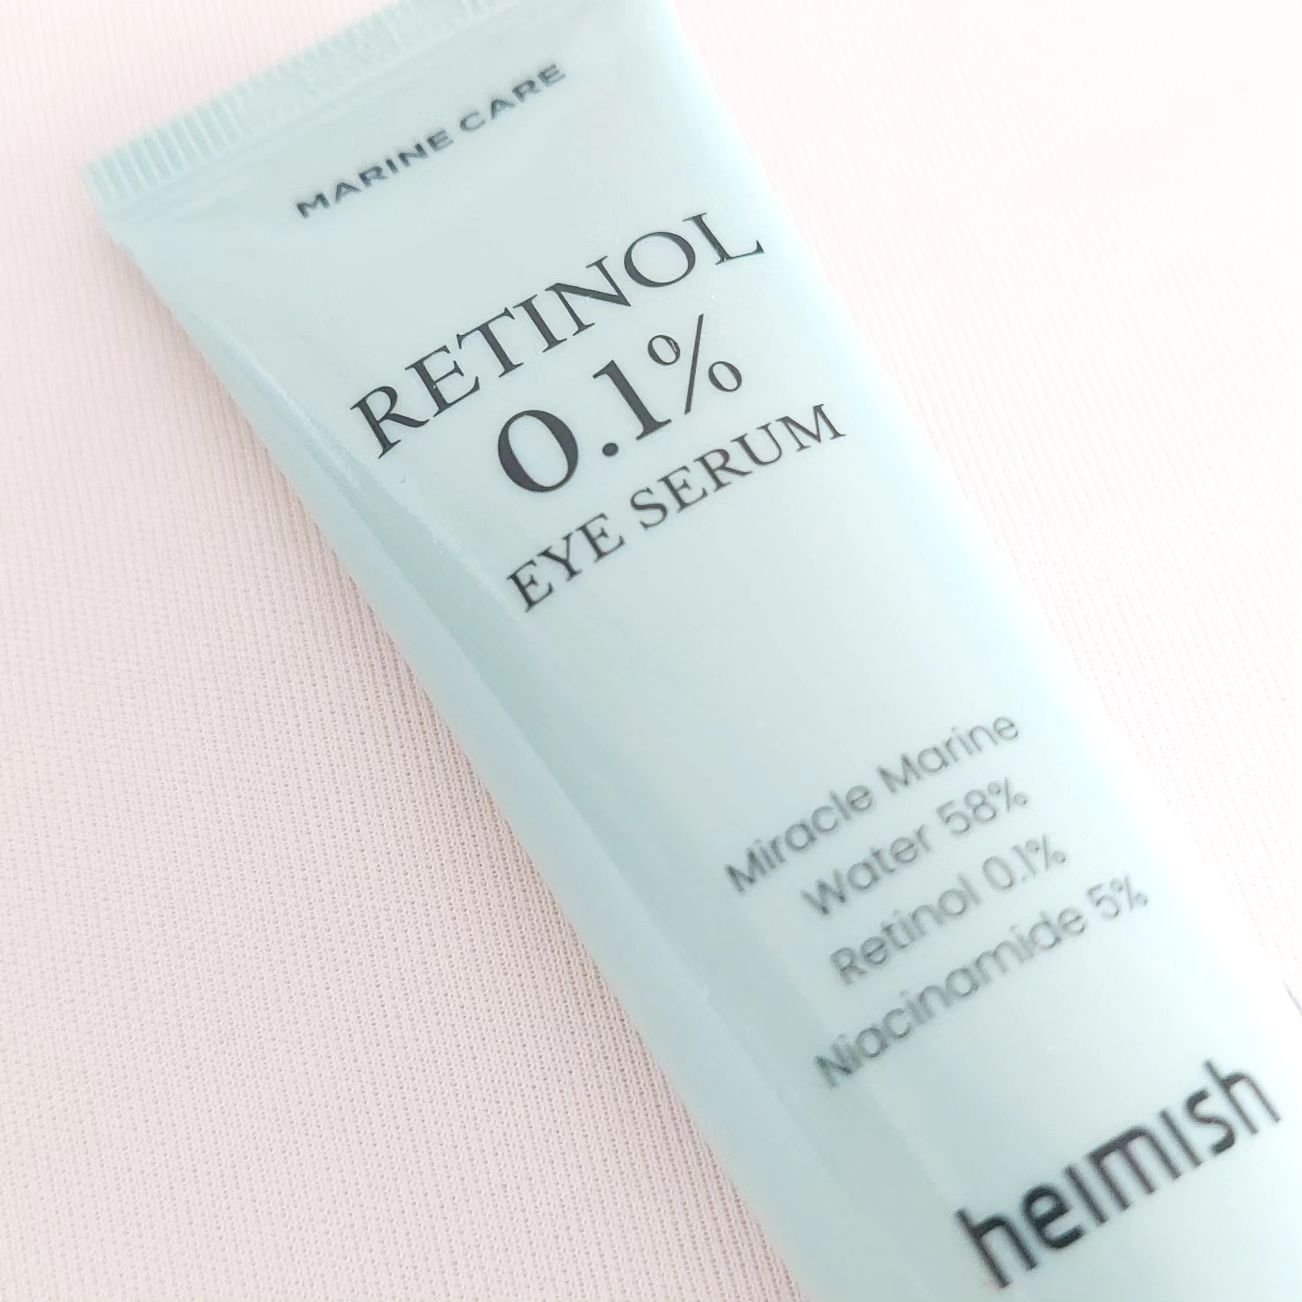 MARINE CARE
RETINOL
0.1%
EYE SERUM
Miracle Marine
Water 58%
Retinol 0.1%
Niacinamide 5%
heimish